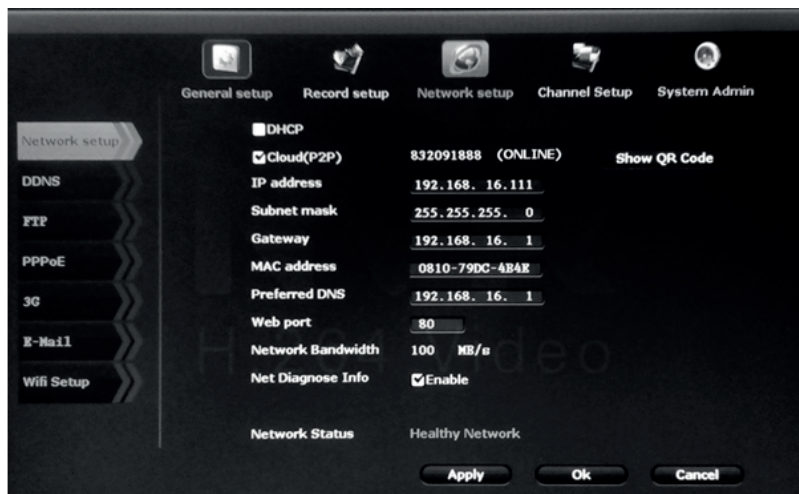 General setup Record setup Network setup Channel Setup System Admin
Network setup
DDNS
FTP
PPPoE
3G
E-Mail
Wifi Setup
DHCP
Cloud(P2P) 832091888 (ONLINE) Show QR Code
IP address 192.168. 16.111
Subnet mask 255.255.255. 0
Gateway 192.168. 16. 1
MAC address 0810-79DC-4B4E
Preferred DNS 192.168. 16. 1
Web port 80
Network Bandwidth 100 MB/s
Net Diagnose Info Enable
H.264 Video
Network Status Healthy Network
Apply Ok Cancel